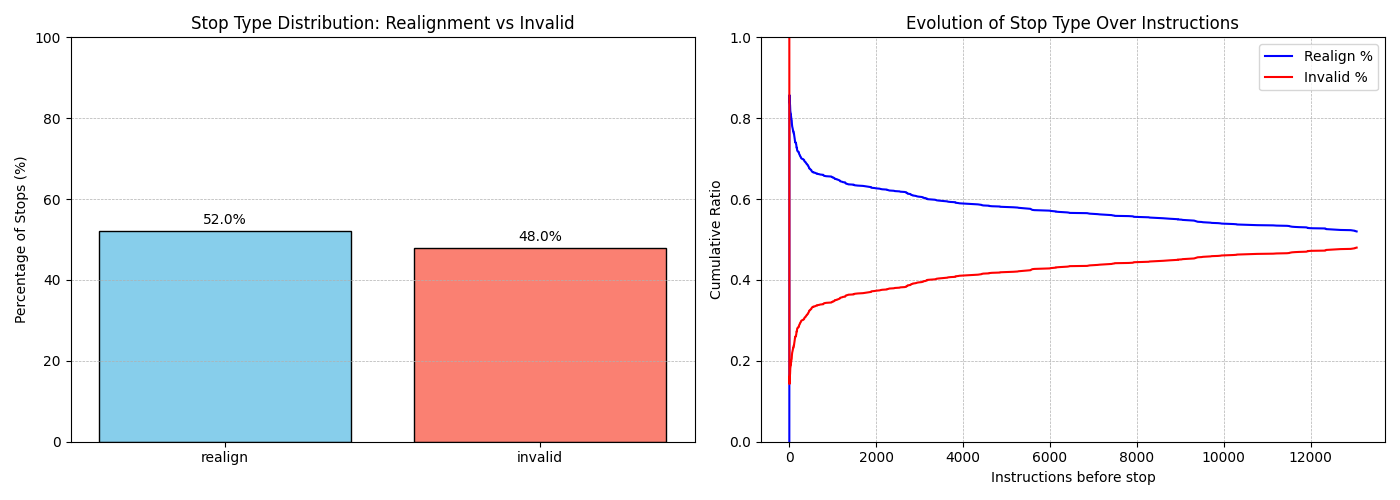 Stop Type Distribution: Realignment vs Invalid
Percentage of Stops (%)
100
80
60
40
20
0
52.0%
48.0%
realign
invalid
Evolution of Stop Type Over Instructions
Cumulative Ratio
1.0
0.8
0.6
0.4
0.2
0.0
Realign %
Invalid %
0 2000 4000 6000 8000 10000 12000
Instructions before stop